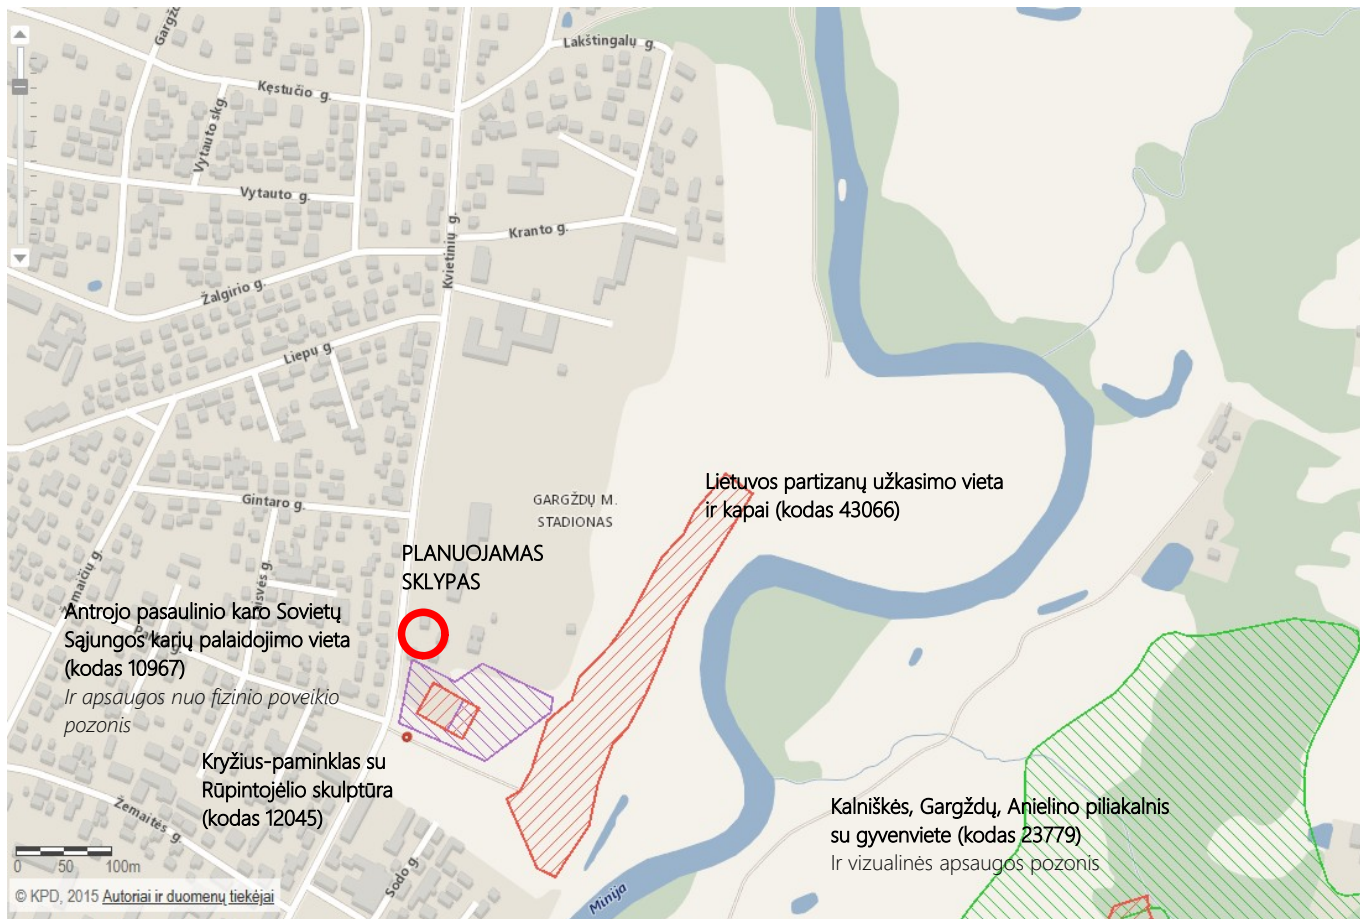 Gargžd
Lakštingalų g.
Kęstučio g.
Vytauto skg.
Vytauto g.
Kvietinių g.
Kranto g.
Žalgirio g.
Liepų g.
Gintaro g.
GARGŽDŲ M.
STADIONAS
Lietuvos partizanų užkasimo vieta
ir kapai (kodas 43066)
PLANUOJAMAS
SKLYPAS
Žemaičių g.
Antrojo pasaulinio karo Sovietų
Sąjungos karių palaidojimo vieta
(kodas 10967)
Ir apsaugos nuo fizinio poveikio
pozonis
Kryžius-paminklas su
Rūpintojėlio skulptūra
(kodas 12045)
Žemaitės g.
Sodo g.
Minija
Kalniškės, Gargždų, Anielino piliakalnis
su gyvenviete (kodas 23779)
Ir vizualinės apsaugos pozonis
0 50 100m
© KPD, 2015 Autoriai ir duomenų tiekėjai